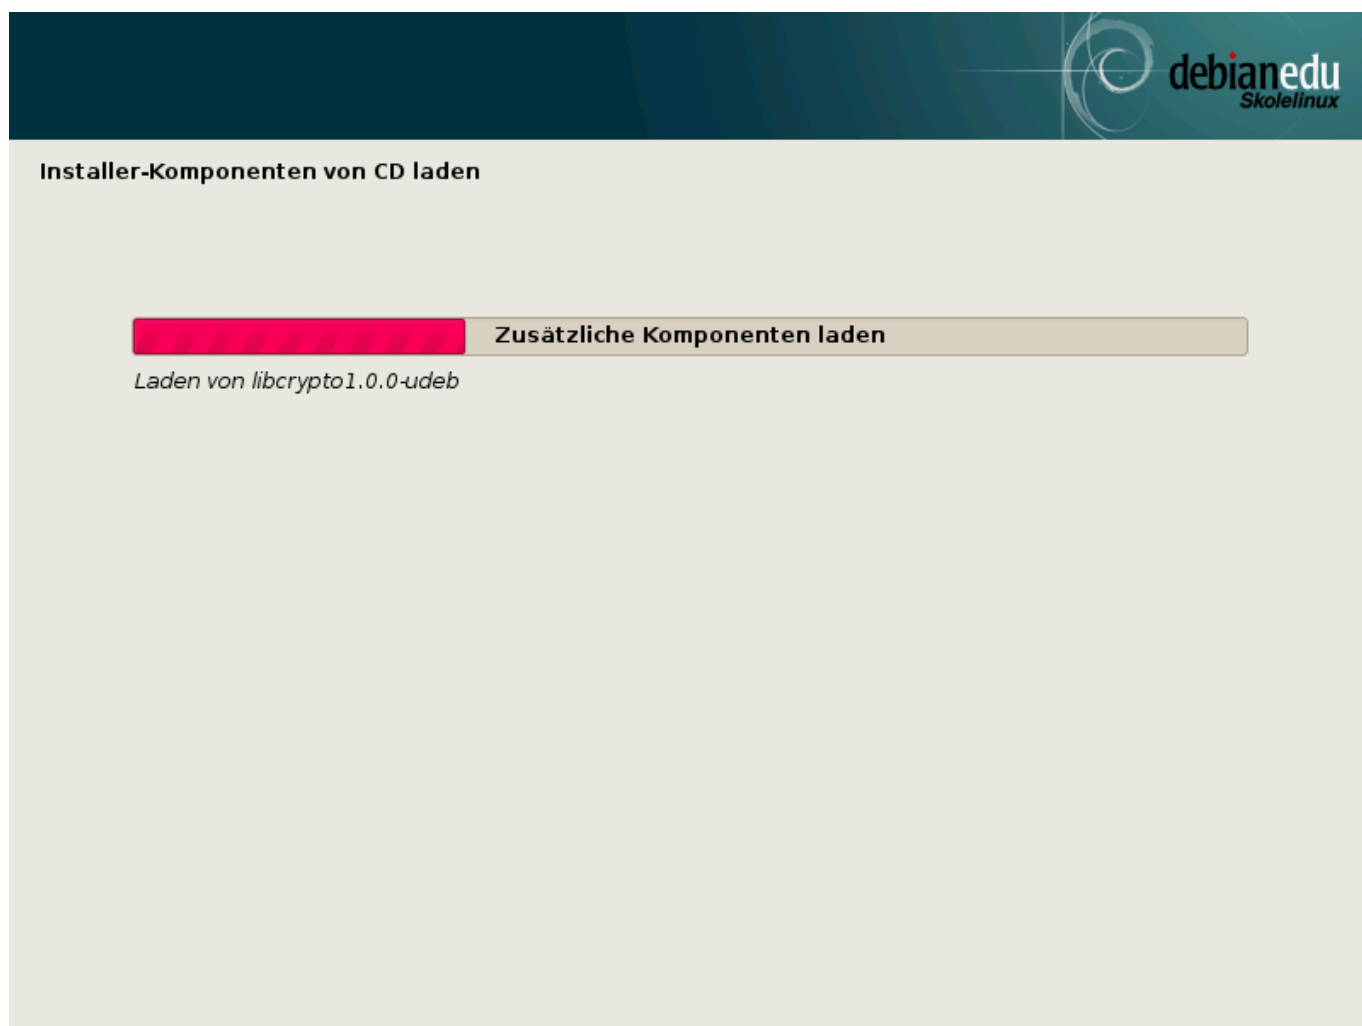 debianedu
Skolelinux
Installer-Komponenten von CD laden
Zusätzliche Komponenten laden
Laden von libcrypto1.0.0-udeb